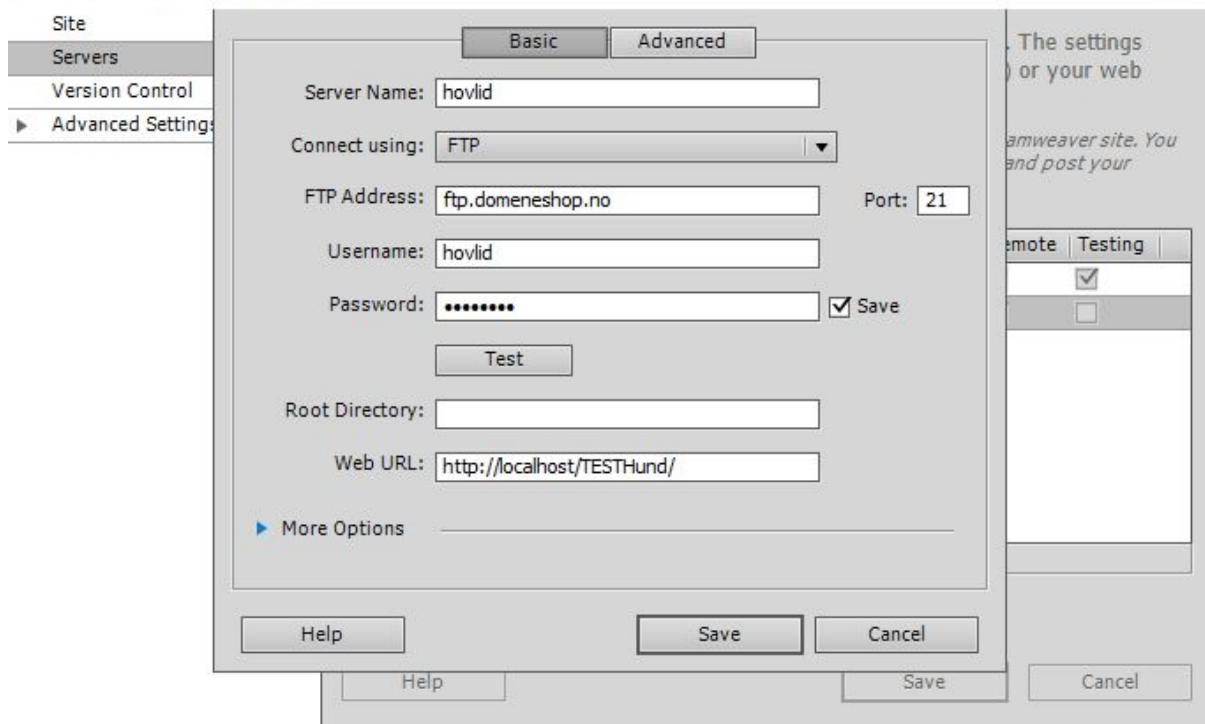 Site
Servers
Version Control
Advanced Settings
Basic Advanced
Server Name: hovlid
Connect using: FTP
FTP Address: ftp.domeneshop.no Port: 21
Username: hovlid
Password: •••••••• Save
Test
Root Directory:
Web URL: http://localhost/TESTHund/
More Options
Help Save Cancel
. The settings
) or your web
amweaver site. You
and post your
emote Testing
Help Save Cancel